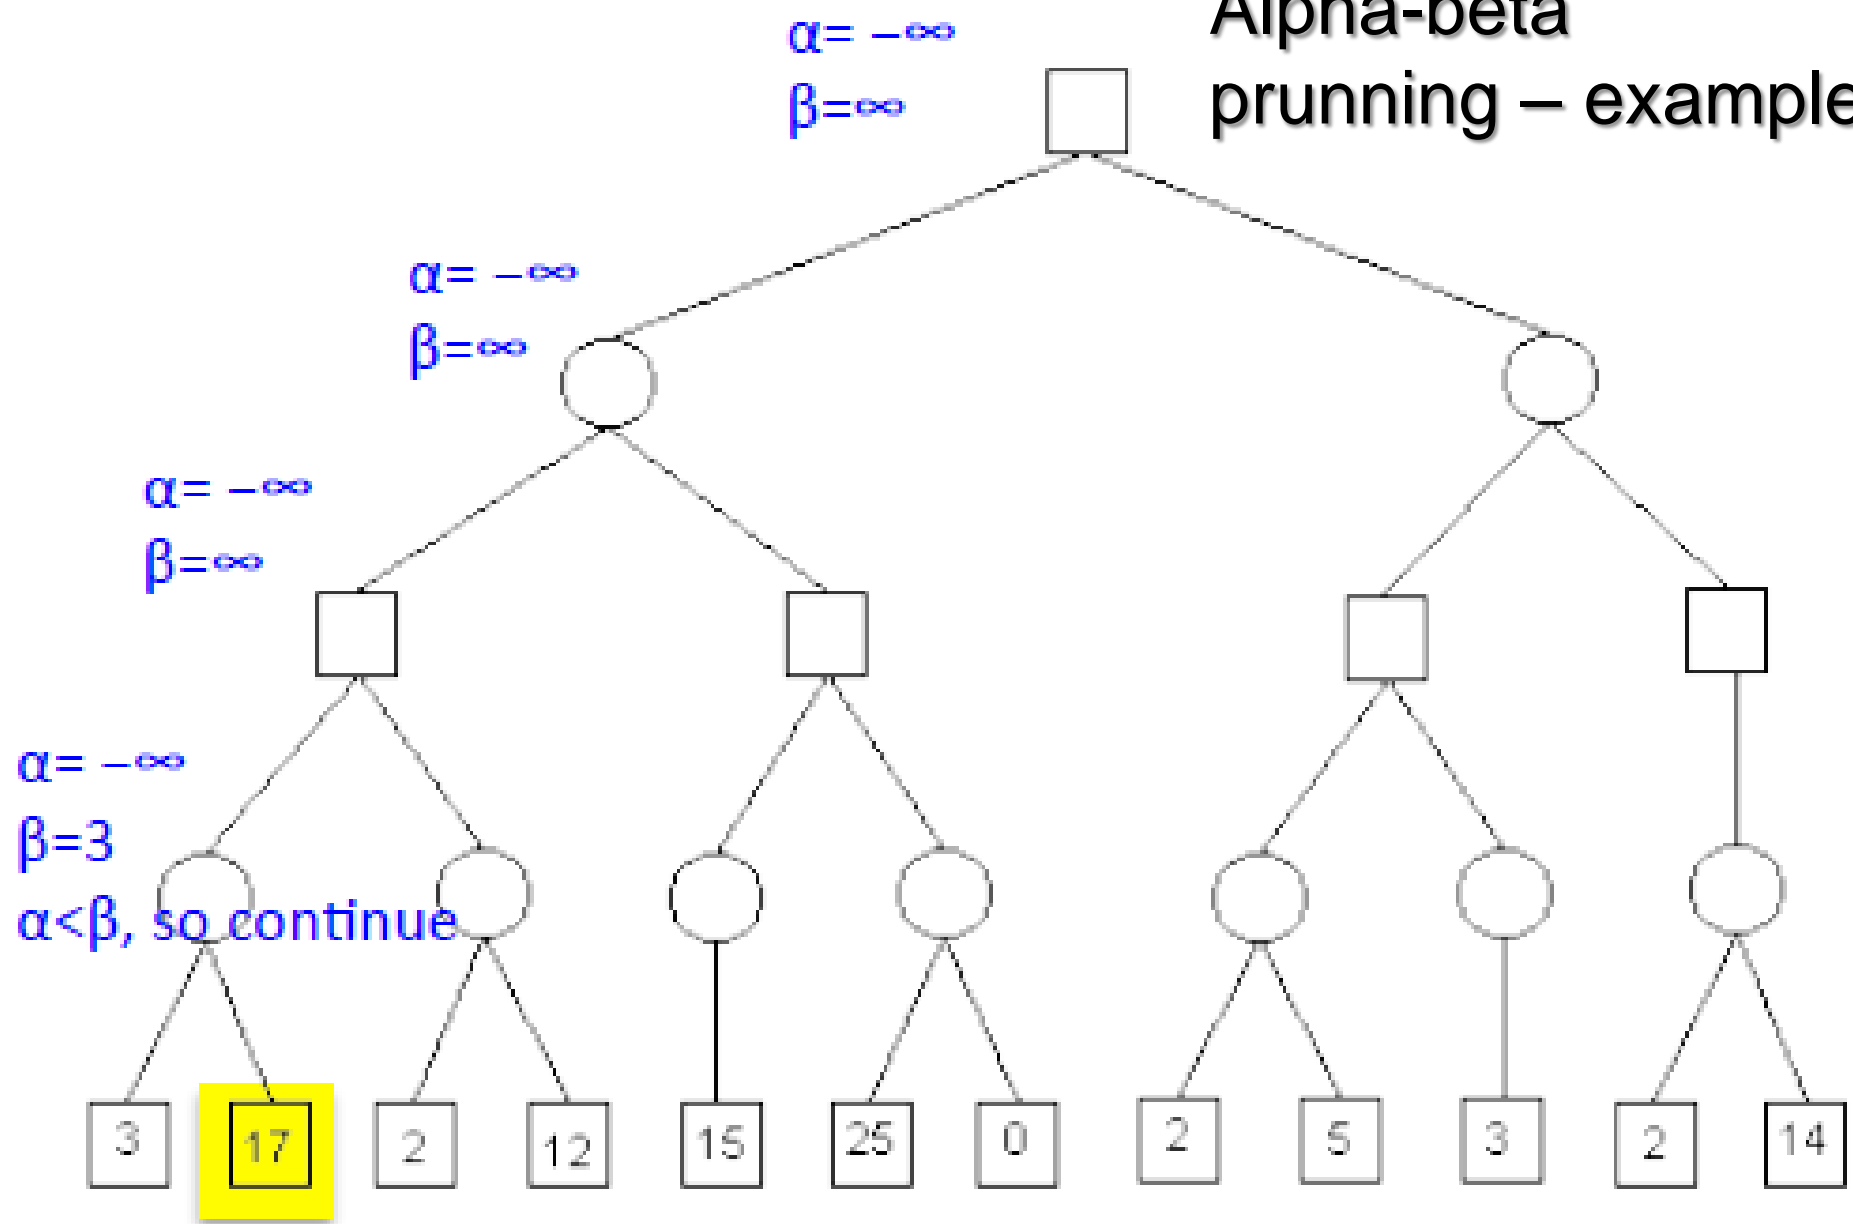 Alpha-beta
prunning – example
α= –∞
β=∞
α= –∞
β=∞
α= –∞
β=∞
α= –∞
β=3
α<β, so continue
3 17 2 12 15 25 0 2 5 3 2 14